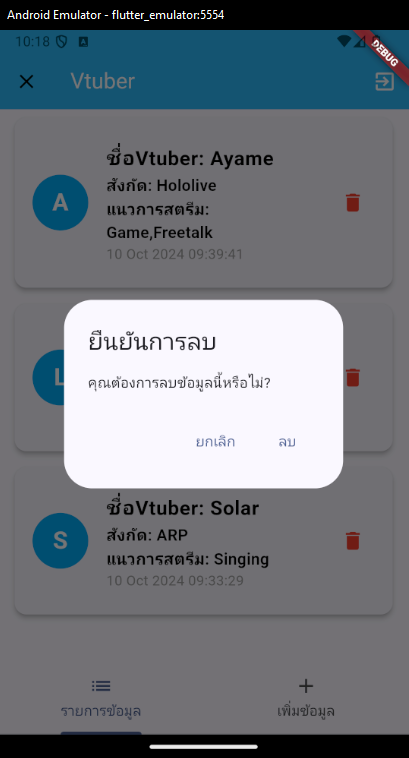 Android Emulator - flutter_emulator:5554
10:18
DEBUG
Vtuber
A
ชื่อVtuber: Ayame
สังกัด: Hololive
แนวการสตรีม:
Game,Freetalk
10 Oct 2024 09:39:41
L
ยืนยันการลบ
คุณต้องการลบข้อมูลนี้หรือไม่?
ยกเลิก ลบ
S
ชื่อVtuber: Solar
สังกัด: ARP
แนวการสตรีม: Singing
10 Oct 2024 09:33:29
รายการข้อมูล เพิ่มข้อมูล